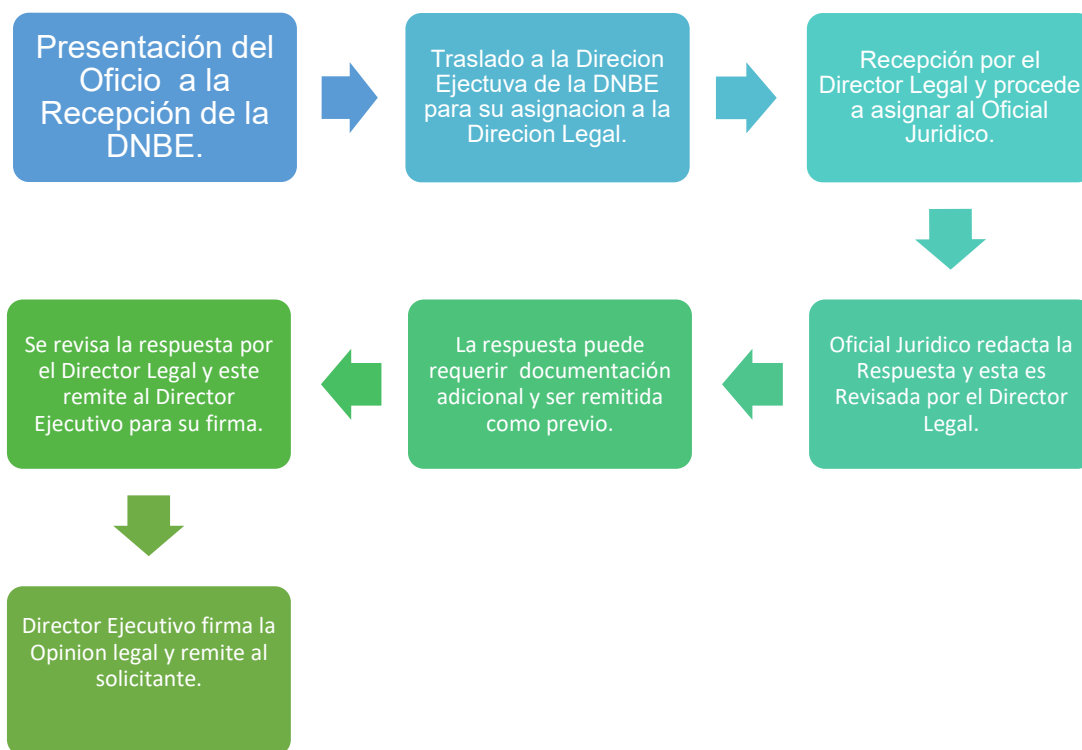 Presentación del
Oficio a la
Recepción de la
DNBE.
Traslado a la Direcion
Ejectuva de la DNBE
para su asignacion a la
Direcion Legal.
Recepción por el
Director Legal y procede
a asignar al Oficial
Juridico.
Oficial Juridico redacta la
Respuesta y esta es
Revisada por el Director
Legal.
La respuesta puede
requerir documentación
adicional y ser remitida
como previo.
Se revisa la respuesta por
el Director Legal y este
remite al Director
Ejecutivo para su firma.
Director Ejecutivo firma la
Opinion legal y remite al
solicitante.